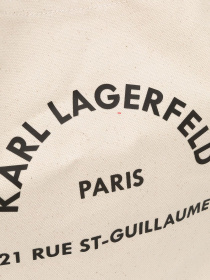 KARL LAGERFELD
PARIS
21 RUE ST-GUILLAUME